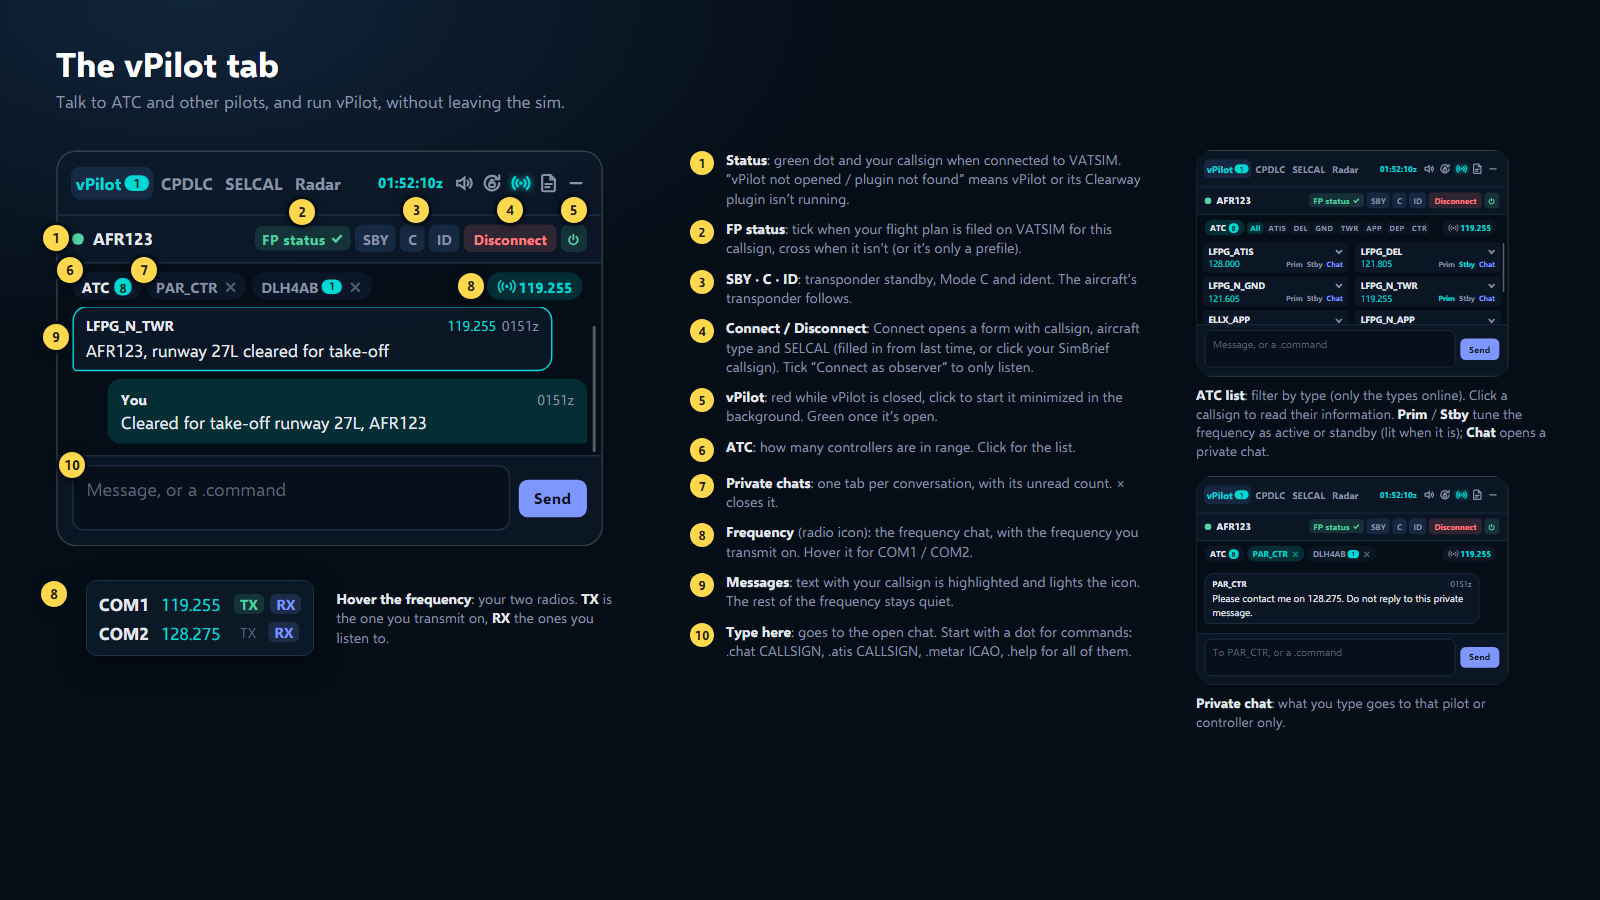 The vPilot tab
Talk to ATC and other pilots, and run vPilot, without leaving the sim.
vPilot 1 CPDLC SELCAL Radar 01:52:10z
2 3 4 5
1 AFR123 FP status ✓ SBY C ID Disconnect
6 7
ATC 8 PAR_CTR × DLH4AB 1 × 8 119.255
9
LFPG_N_TWR 119.255 0151z
AFR123, runway 27L cleared for take-off
You 0151z
Cleared for take-off runway 27L, AFR123
10
Message, or a .command
Send
8
COM1 119.255 TX RX
COM2 128.275 TX RX
Hover the frequency: your two radios. TX is
the one you transmit on, RX the ones you
listen to.
1 Status: green dot and your callsign when connected to VATSIM.
"vPilot not opened / plugin not found" means vPilot or its Clearway
plugin isn't running.
2 FP status: tick when your flight plan is filed on VATSIM for this
callsign, cross when it isn't (or it's only a prefile).
3 SBY · C · ID: transponder standby, Mode C and ident. The aircraft's
transponder follows.
4 Connect / Disconnect: Connect opens a form with callsign, aircraft
type and SELCAL (filled in from last time, or click your SimBrief
callsign). Tick "Connect as observer" to only listen.
5 vPilot: red while vPilot is closed, click to start it minimized in the
background. Green once it's open.
6 ATC: how many controllers are in range. Click for the list.
7 Private chats: one tab per conversation, with its unread count. ×
closes it.
8 Frequency (radio icon): the frequency chat, with the frequency you
transmit on. Hover it for COM1 / COM2.
9 Messages: text with your callsign is highlighted and lights the icon.
The rest of the frequency stays quiet.
10 Type here: goes to the open chat. Start with a dot for commands:
.chat CALLSIGN, .atis CALLSIGN, .metar ICAO, .help for all of them.
vPilot 1 CPDLC SELCAL Radar 01:52:10z
AFR123 FP status ✓ SBY C ID Disconnect
ATC 8 All ATIS DEL GND TWR APP DEP CTR 119.255
LFPG_ATIS LFPG_DEL
128.000 Prim Stby Chat 121.805 Prim Stby Chat
LFPG_N_GND LFPG_N_TWR
121.605 Prim Stby Chat 119.255 Prim Stby Chat
ELLX_APP LFPG_N_APP
Message, or a .command
Send
ATC list: filter by type (only the types online). Click a
callsign to read their information. Prim / Stby tune the
frequency as active or standby (lit when it is); Chat opens a
private chat.
vPilot 1 CPDLC SELCAL Radar 01:52:10z
AFR123 FP status ✓ SBY C ID Disconnect
ATC 8 PAR_CTR × DLH4AB 1 × 119.255
PAR_CTR 0151z
Please contact me on 128.275. Do not reply to this private
message.
To PAR_CTR, or a .command
Send
Private chat: what you type goes to that pilot or
controller only.